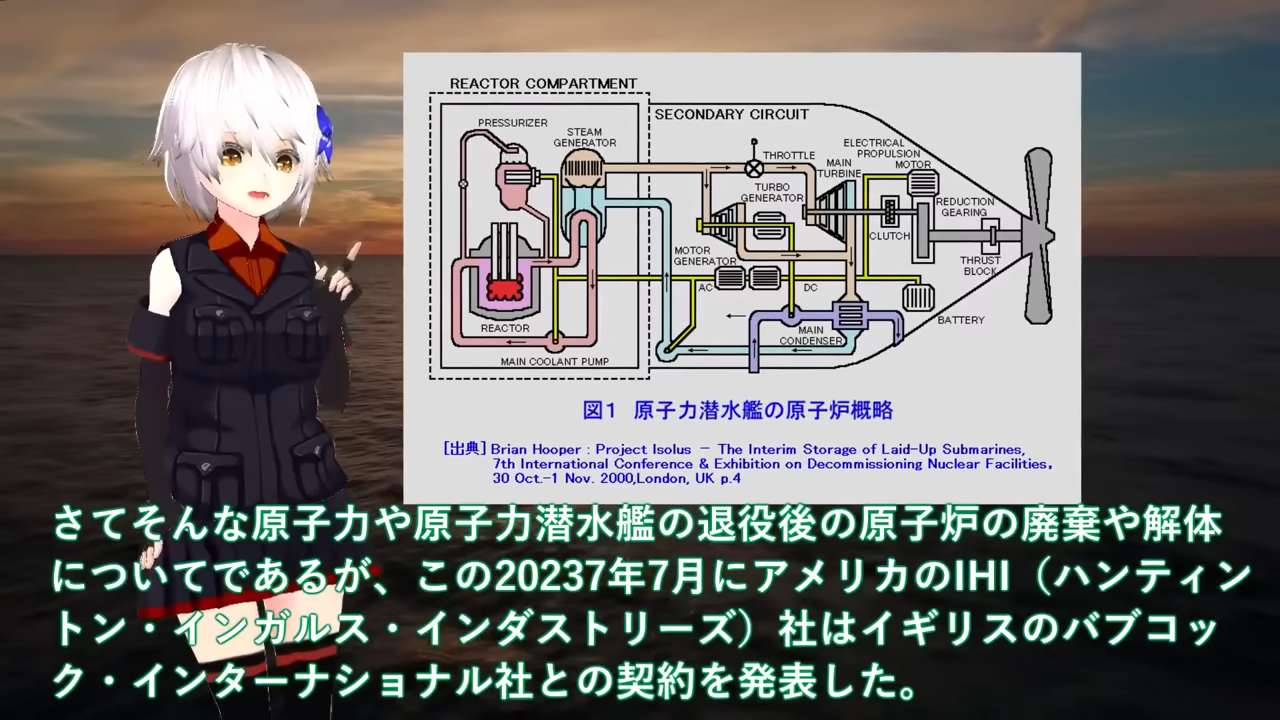 REACTOR COMPARTMENT
SECONDARY CIRCUIT
PRESSURIZER
STEAM
GENERATOR
THROTTLE
ELECTRICAL
PROPULSION
MOTOR
MAIN
TURBINE
TURBO
GENERATOR
REDUCTION
GEARING
CLUTCH
MOTOR
GENERATOR
THRUST
BLOCK
AC
DC
REACTOR
BATTERY
MAIN
CONDENSER
MAIN COOLANT PUMP
図1 原子力潜水艦の原子炉概略
[出典] Brian Hooper : Project Isolus − The Interim Storage of Laid-Up Submarines,
7th International Conference & Exhibition on Decommissioning Nuclear Facilities,
30 Oct.-1 Nov. 2000,London, UK p.4
さてそんな原子力や原子力潜水艦の退役後の原子炉の廃棄や解体
についてであるが、この20237年7月にアメリカのIHI（ハンティン
トン・インガルス・インダストリーズ）社はイギリスのバブコッ
ク・インターナショナル社との契約を発表した。